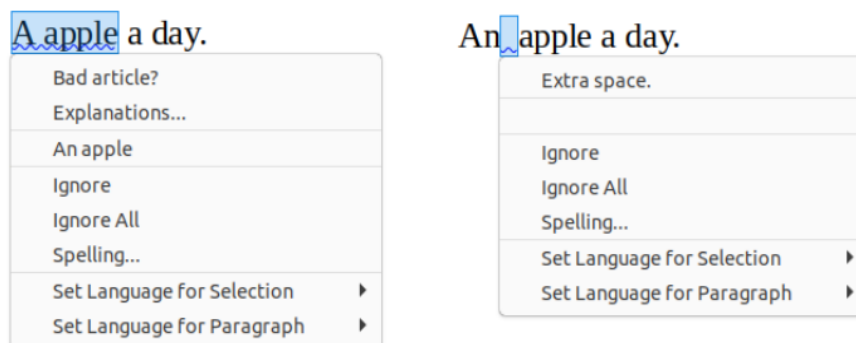 A apple a day.
Bad article?
Explanations...
An apple
Ignore
Ignore All
Spelling...
Set Language for Selection
Set Language for Paragraph
An  apple a day.
Extra space.
Ignore
Ignore All
Spelling...
Set Language for Selection
Set Language for Paragraph